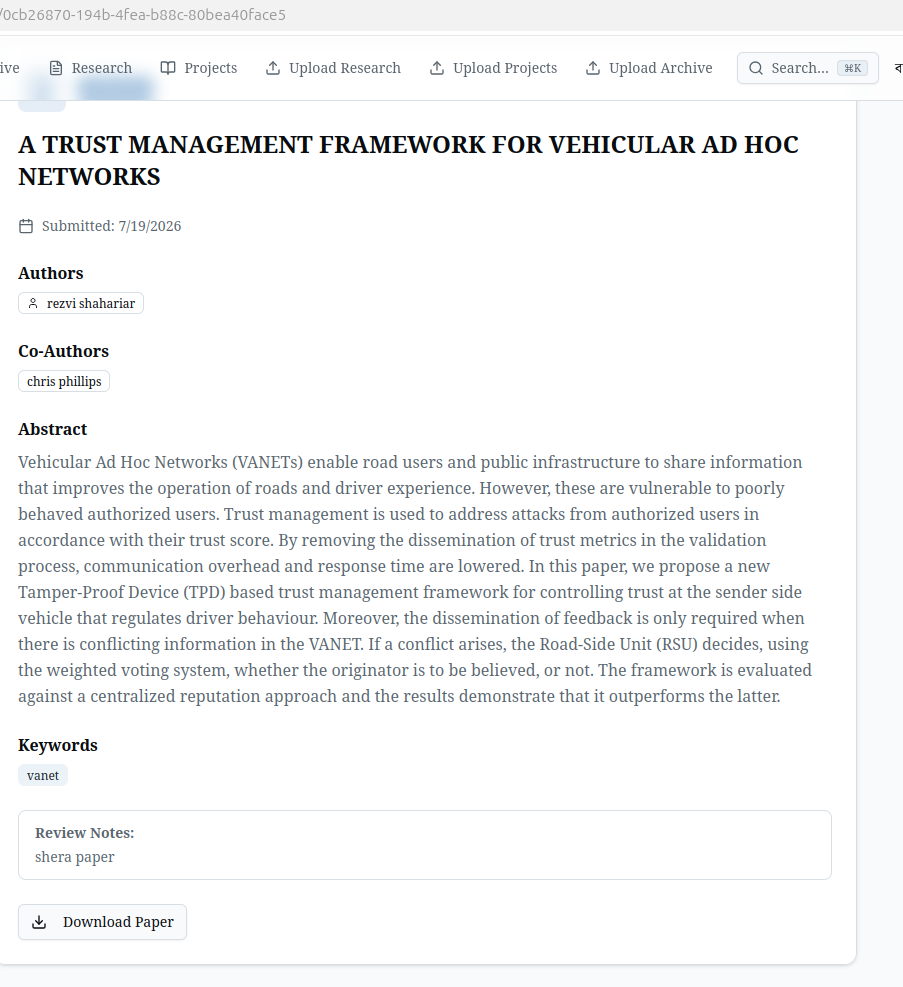 /0cb26870-194b-4fea-b88c-80bea40face5
ive Research Projects Upload Research Upload Projects Upload Archive Search... ⌘K ব
A TRUST MANAGEMENT FRAMEWORK FOR VEHICULAR AD HOC
NETWORKS
Submitted: 7/19/2026
Authors
rezvi shahariar
Co-Authors
chris phillips
Abstract
Vehicular Ad Hoc Networks (VANETs) enable road users and public infrastructure to share information
that improves the operation of roads and driver experience. However, these are vulnerable to poorly
behaved authorized users. Trust management is used to address attacks from authorized users in
accordance with their trust score. By removing the dissemination of trust metrics in the validation
process, communication overhead and response time are lowered. In this paper, we propose a new
Tamper-Proof Device (TPD) based trust management framework for controlling trust at the sender side
vehicle that regulates driver behaviour. Moreover, the dissemination of feedback is only required when
there is conflicting information in the VANET. If a conflict arises, the Road-Side Unit (RSU) decides, using
the weighted voting system, whether the originator is to be believed, or not. The framework is evaluated
against a centralized reputation approach and the results demonstrate that it outperforms the latter.
Keywords
vanet
Review Notes:
shera paper
Download Paper